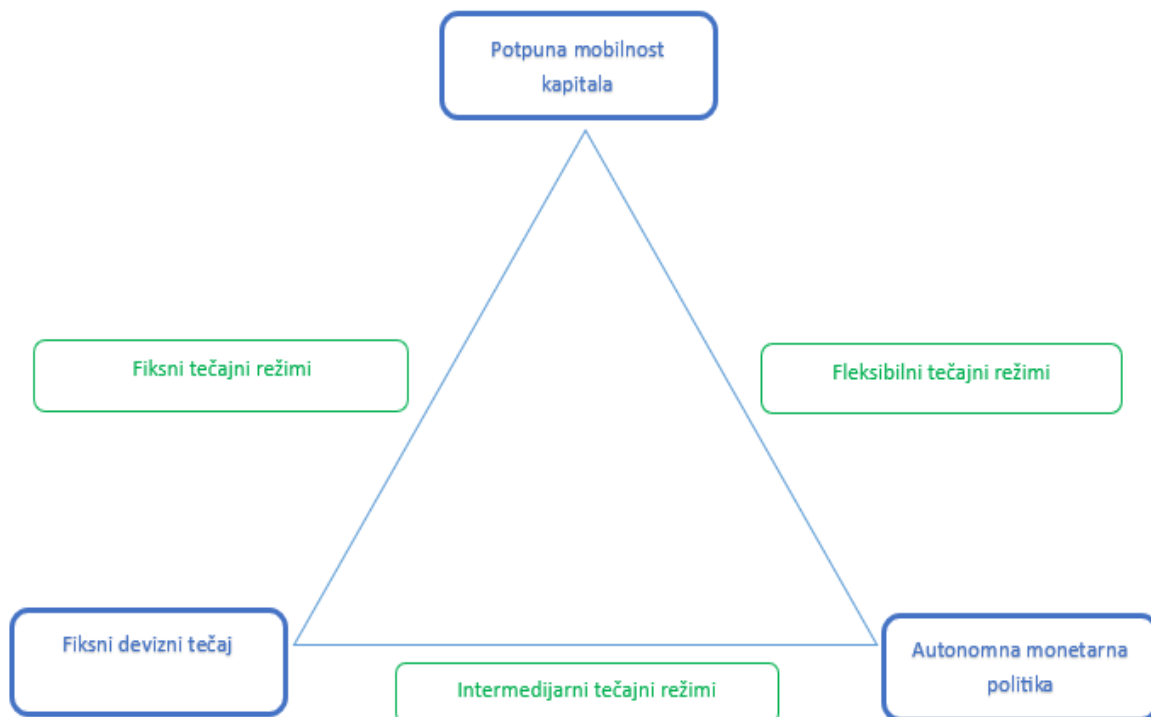 Potpuna mobilnost
kapitala
Fiksni tečajni režimi
Fleksibilni tečajni režimi
Fiksni devizni tečaj
Autonomna monetarna
politika
Intermedijarni tečajni režimi